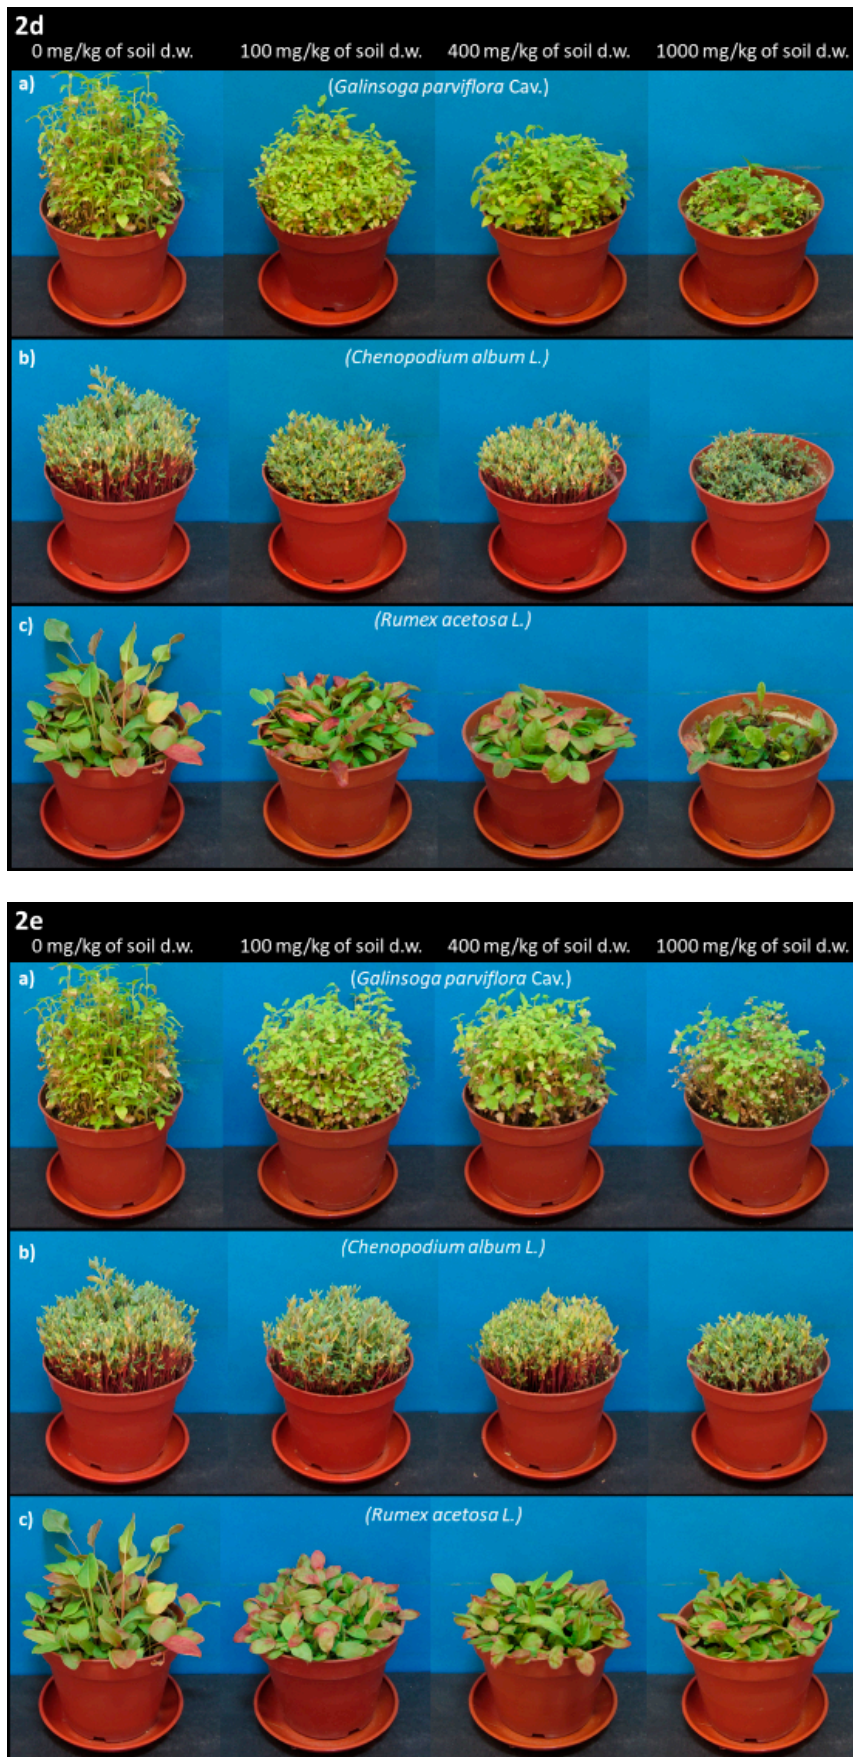 2d
0 mg/kg of soil d.w. 100 mg/kg of soil d.w. 400 mg/kg of soil d.w. 1000 mg/kg of soil d.w.
a) (Galinsoga parviflora Cav.)
b) (Chenopodium album L.)
c) (Rumex acetosa L.)
2e
0 mg/kg of soil d.w. 100 mg/kg of soil d.w. 400 mg/kg of soil d.w. 1000 mg/kg of soil d.w.
a) (Galinsoga parviflora Cav.)
b) (Chenopodium album L.)
c) (Rumex acetosa L.)